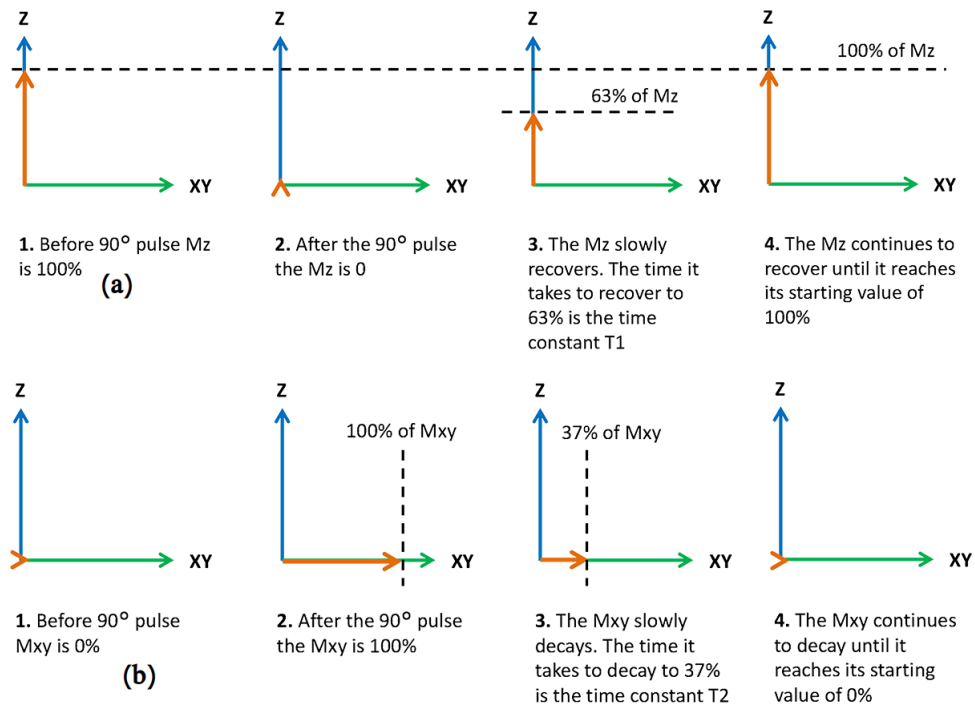 Z
Z
Z
Z
100% of Mz
63% of Mz
XY
XY
XY
XY
1. Before 90° pulse Mz
is 100%
(a)
2. After the 90° pulse
the Mz is 0
3. The Mz slowly
recovers. The time it
takes to recover to
63% is the time
constant T1
4. The Mz continues to
recover until it reaches
its starting value of
100%
Z
Z
Z
Z
100% of Mxy
37% of Mxy
XY
XY
XY
XY
1. Before 90° pulse
Mxy is 0%
(b)
2. After the 90° pulse
the Mxy is 100%
3. The Mxy slowly
decays. The time it
takes to decay to 37%
is the time constant T2
4. The Mxy continues
to decay until it
reaches its starting
value of 0%